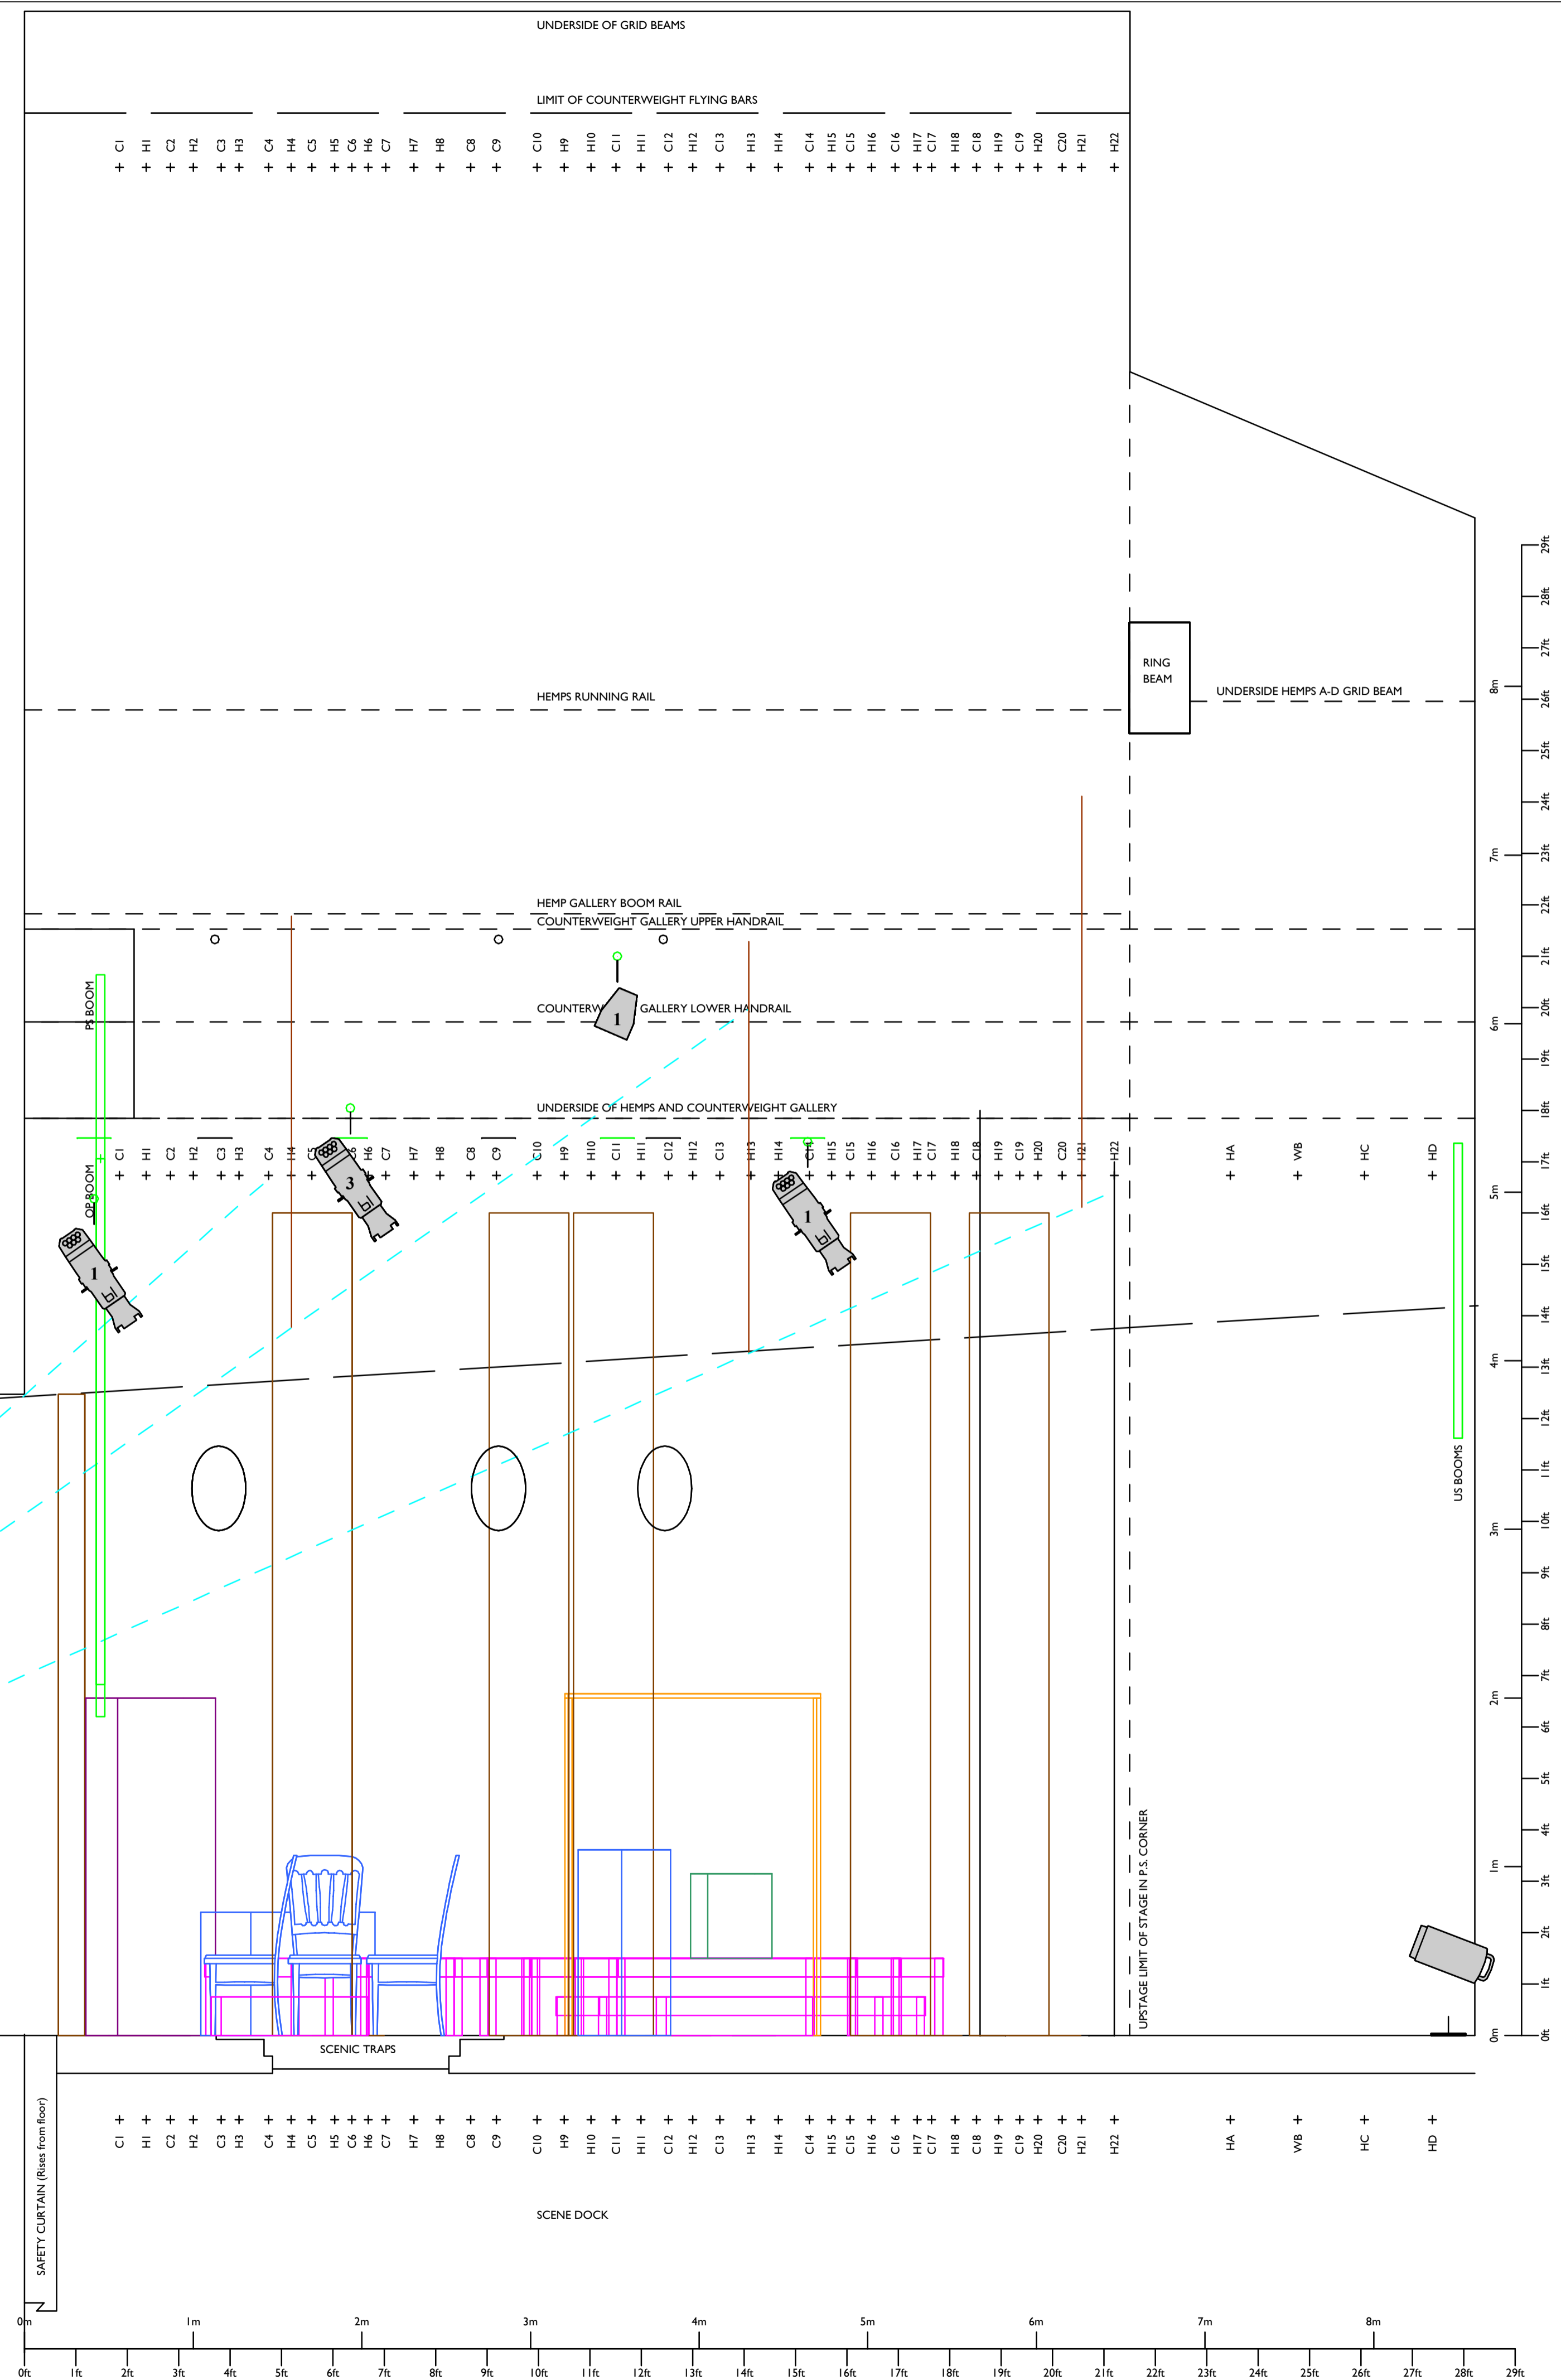 UNDERSIDE OF GRID BEAMS
LIMIT OF COUNTERWEIGHT FLYING BARS
C1 H1 C2 H2 C3 H3 C4 H4 C5 H5 C6 H6 C7 H7 H8 C8 C9 C10 H9 H10 C11 H11 C12 H12 C13 H13 H14 C14 H15 C15 H16 C16 H17 C17 H18 C18 H19 C19 H20 C20 H21 H22
RING
BEAM
HEMPS RUNNING RAIL
UNDERSIDE HEMPS A-D GRID BEAM
HEMP GALLERY BOOM RAIL
COUNTERWEIGHT GALLERY UPPER HANDRAIL
PS BOOM
COUNTERW GALLERY LOWER HANDRAIL
1
UNDERSIDE OF HEMPS AND COUNTERWEIGHT GALLERY
C1 H1 C2 H2 C3 H3 C4 H4 H6 C7 H7 H8 C8 C9 C10 H9 H10 C11 H11 C12 H12 C13 H13 H14 C14 H15 C15 H16 C16 H17 C17 H18 C18 H19 C19 H20 C20 H21 H22 HA WB HC HD
OP BOOM
3
bl
1
bl
1
bl
US BOOMS
UPSTAGE LIMIT OF STAGE IN P.S. CORNER
8m
7m
6m
5m
4m
3m
2m
1m
0m
29ft
28ft
27ft
26ft
25ft
24ft
23ft
22ft
21ft
20ft
19ft
18ft
17ft
16ft
15ft
14ft
13ft
12ft
11ft
10ft
9ft
8ft
7ft
6ft
5ft
4ft
3ft
2ft
1ft
0ft
SCENIC TRAPS
SAFETY CURTAIN (Rises from floor)
C1 H1 C2 H2 C3 H3 C4 H4 C5 H5 C6 H6 C7 H7 H8 C8 C9 C10 H9 H10 C11 H11 C12 H12 C13 H13 H14 C14 H15 C15 H16 C16 H17 C17 H18 C18 H19 C19 H20 C20 H21 H22 HA WB HC HD
SCENE DOCK
0m 1m 2m 3m 4m 5m 6m 7m 8m
0ft 1ft 2ft 3ft 4ft 5ft 6ft 7ft 8ft 9ft 10ft 11ft 12ft 13ft 14ft 15ft 16ft 17ft 18ft 19ft 20ft 21ft 22ft 23ft 24ft 25ft 26ft 27ft 28ft 29ft